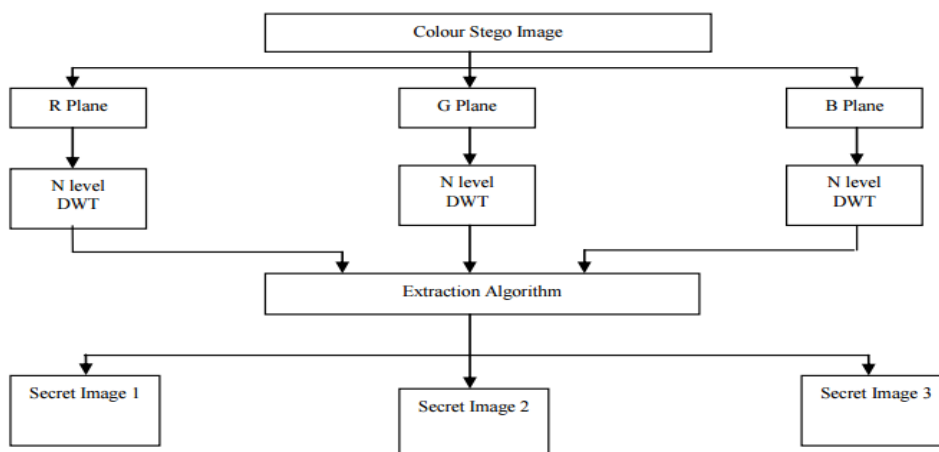 Colour Stego Image
R Plane
G Plane
B Plane
N level
DWT
N level
DWT
N level
DWT
Extraction Algorithm
Secret Image 1
Secret Image 2
Secret Image 3